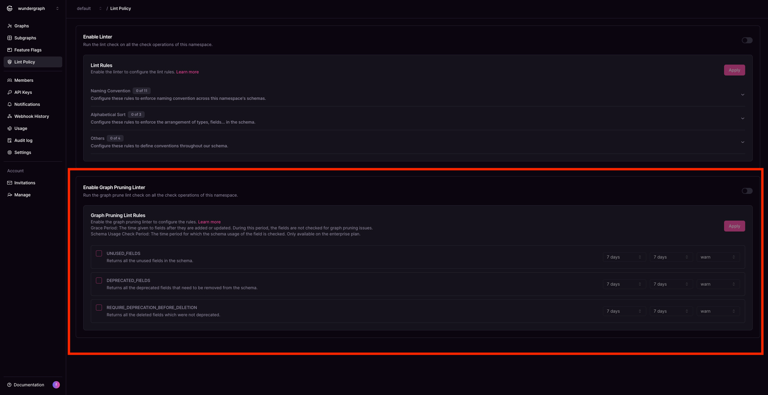 wundergraph
default / Lint Policy
Graphs
Subgraphs
Feature Flags
Lint Policy
Members
API Keys
Notifications
Webhook History
Usage
Audit log
Settings
Account
Invitations
Manage
Documentation
Enable Linter
Run the lint check on all the check operations of this namespace.
Lint Rules
Enable the linter to configure the lint rules. Learn more
Apply
Naming Convention 0 of 11
Configure these rules to enforce naming convention across this namespace's schemas.
Alphabetical Sort
Configure these rules to enforce the arrangement of types, fields... in the schema.
Others
Configure these rules to define conventions throughout our schema.
Enable Graph Pruning Linter
Run the graph prune lint check on all the check operations of this namespace.
Graph Pruning Lint Rules
Enable the graph pruning linter to configure the rules. Learn more
Grace Period: The time given to fields after they are added or updated. During this period, the fields are not checked for graph pruning issues.
Schema Usage Check Period: The time period for which the schema usage of the field is checked. Only available on the enterprise plan.
Apply
UNUSED_FIELDS
Returns all the unused fields in the schema.
7 days 7 days warn
DEPRECATED_FIELDS
Returns all the deprecated fields that need to be removed from the schema.
7 days 7 days warn
REQUIRE_DEPRECATION_BEFORE_DELETION
Returns all the deleted fields which were not deprecated.
7 days 7 days warn